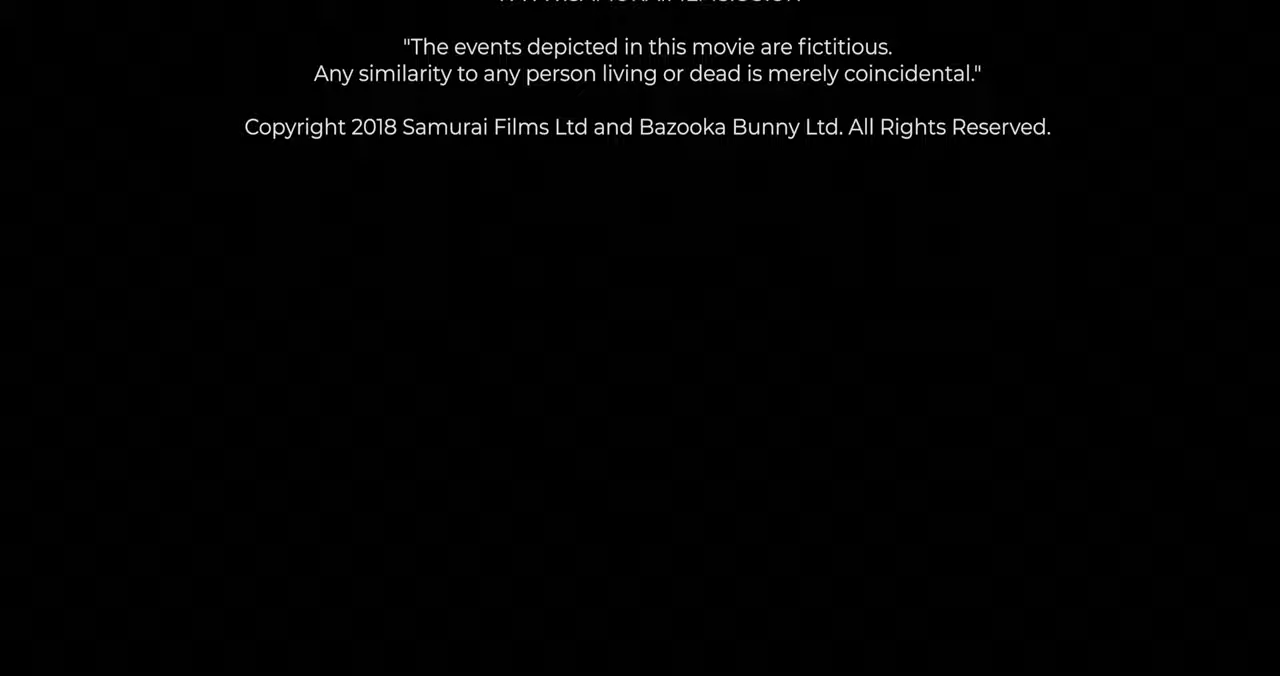 "The events depicted in this movie are fictitious.
Any similarity to any person living or dead is merely coincidental."
Copyright 2018 Samurai Films Ltd and Bazooka Bunny Ltd. All Rights Reserved.